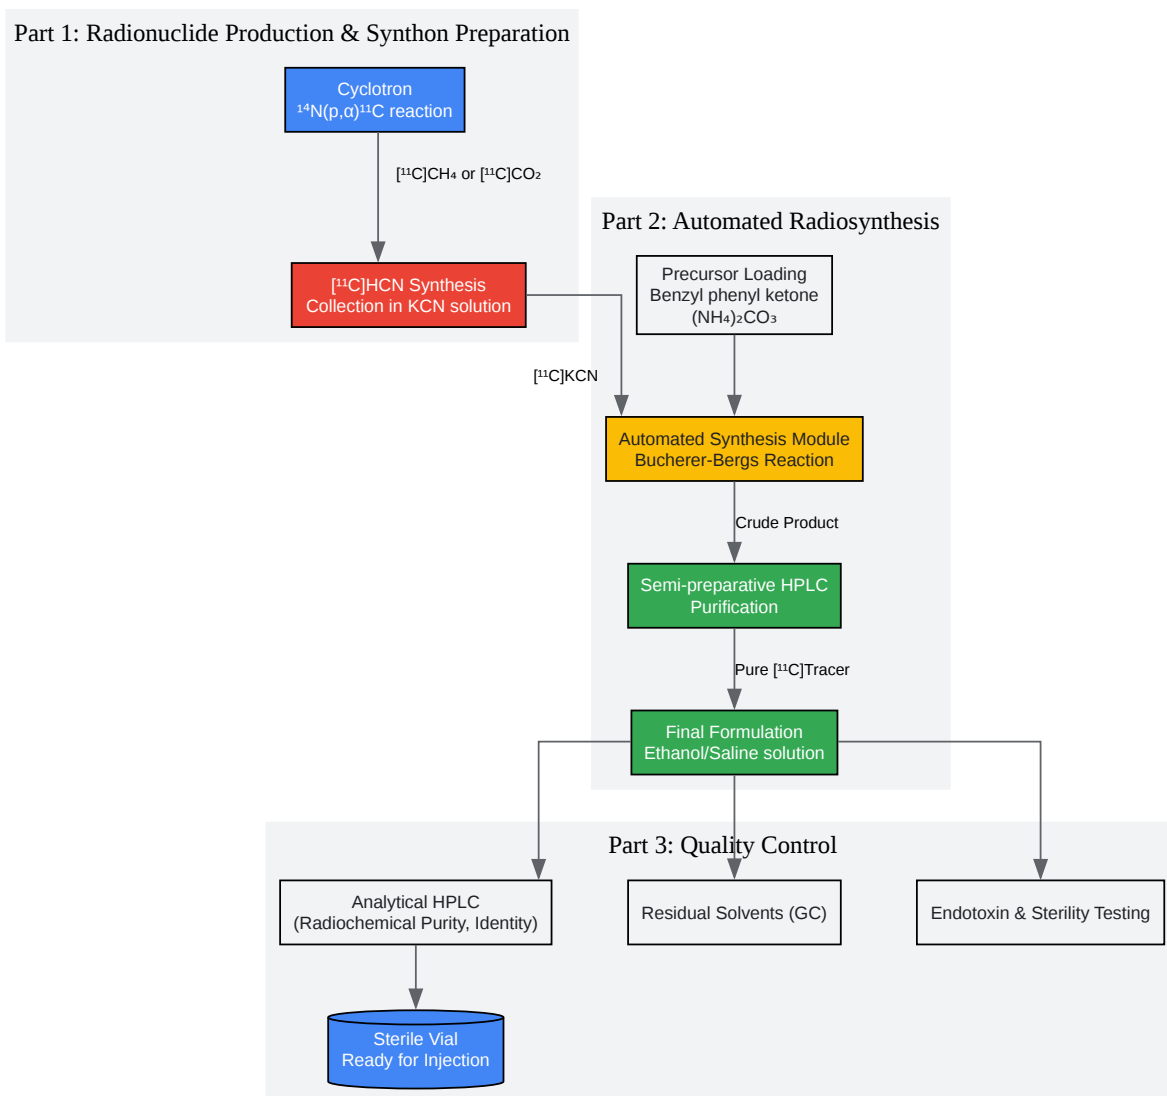 Part 1: Radionuclide Production & Synthon Preparation
Cyclotron
¹⁴N(p,α)¹¹C reaction
[¹¹C]CH₄ or [¹¹C]CO₂
[¹¹C]HCN Synthesis
Collection in KCN solution
[¹¹C]KCN
Part 2: Automated Radiosynthesis
Precursor Loading
Benzyl phenyl ketone
(NH₄)₂CO₃
Automated Synthesis Module
Bucherer-Bergs Reaction
Crude Product
Semi-preparative HPLC
Purification
Pure [¹¹C]Tracer
Final Formulation
Ethanol/Saline solution
Part 3: Quality Control
Analytical HPLC
(Radiochemical Purity, Identity)
Residual Solvents (GC)
Endotoxin & Sterility Testing
Sterile Vial
Ready for Injection